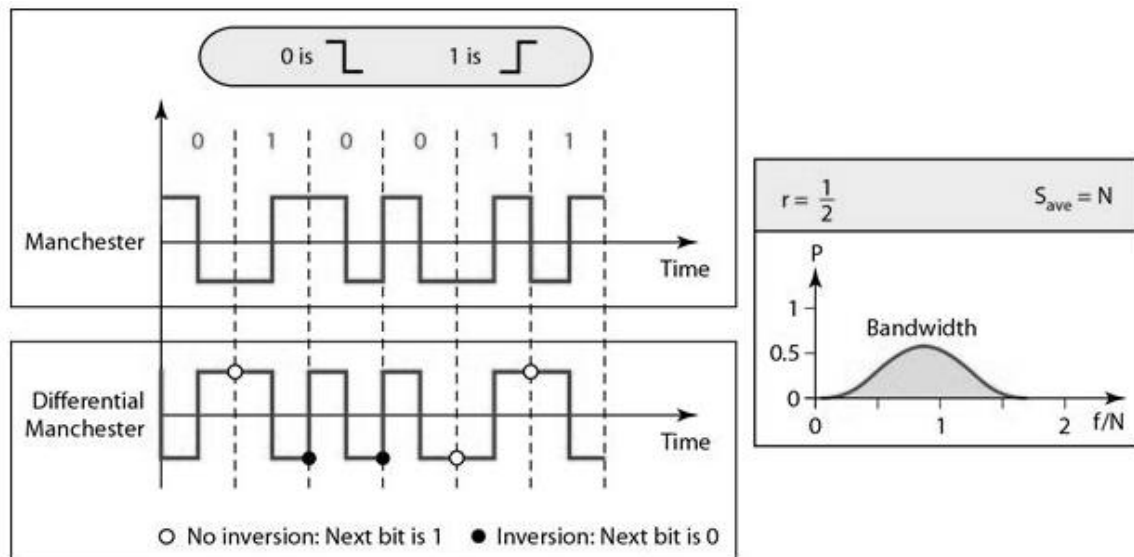 0 is 1 is
0 1 0 0 1 1
Manchester
Time
Differential
Manchester
Time
No inversion: Next bit is 1 Inversion: Next bit is 0
r = 1/2 Save = N
P
1
Bandwidth
0.5
0
0 1 2 f/N